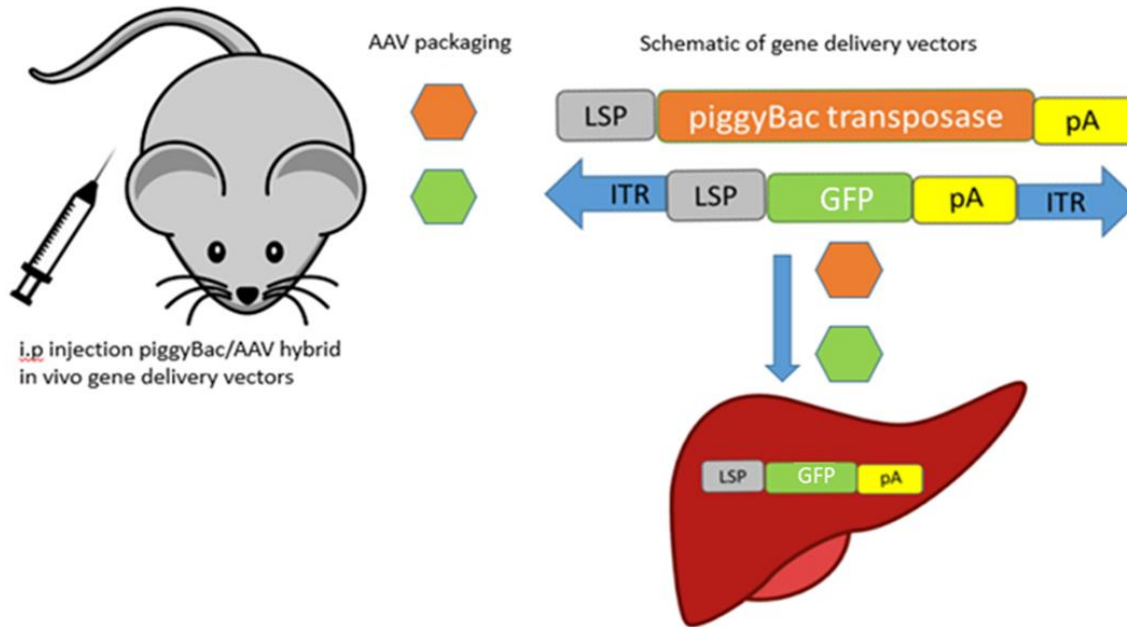 AAV packaging
Schematic of gene delivery vectors
LSP piggyBac transposase pA
ITR LSP GFP pA ITR
i.p injection piggyBac/AAV hybrid
in vivo gene delivery vectors
LSP GFP pA